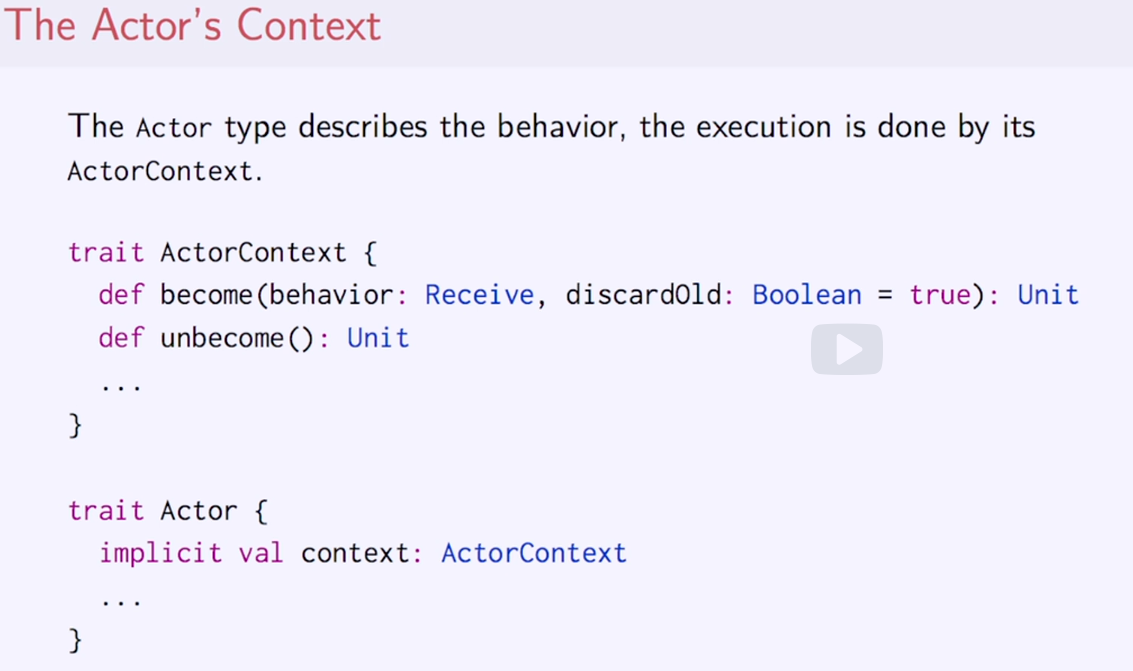 The Actor's Context
The Actor type describes the behavior, the execution is done by its
ActorContext.
trait ActorContext {
def become(behavior: Receive, discardOld: Boolean = true): Unit
def unbecome(): Unit
...
}
trait Actor {
implicit val context: ActorContext
...
}